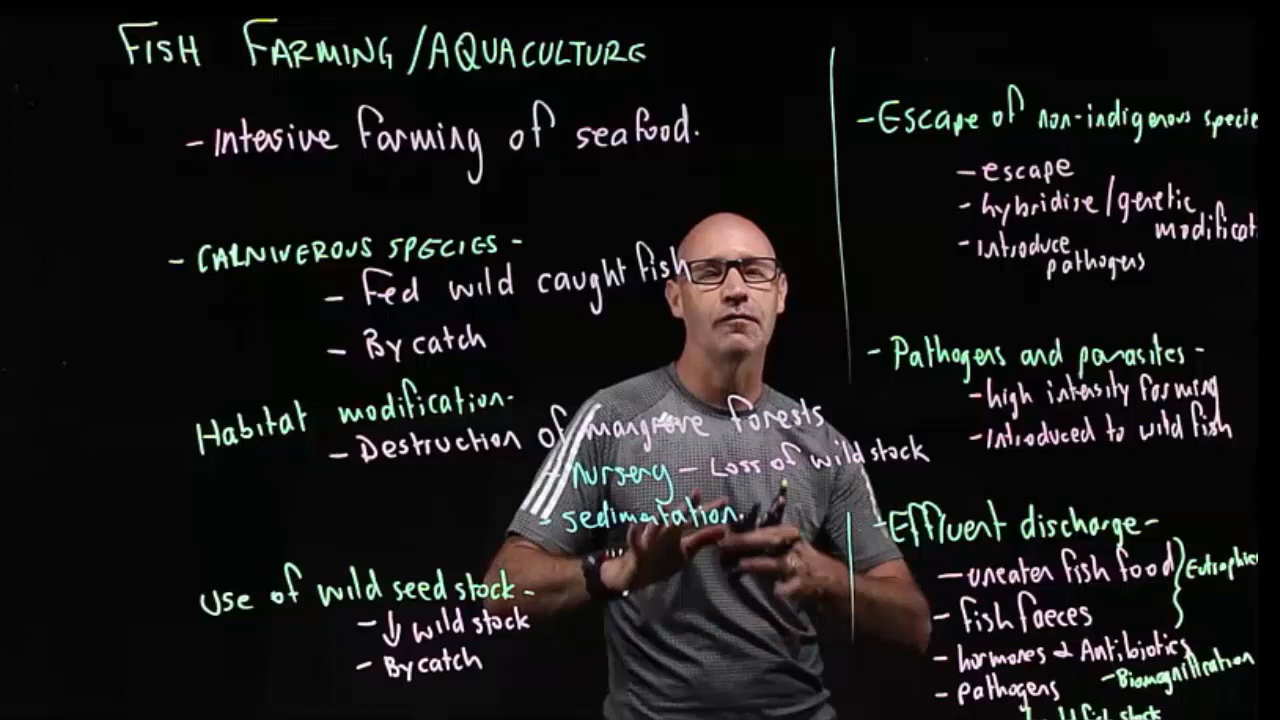 FISH FARMING/AQUACULTURE
- Intensive farming of seafood.
- CARNIVEROUS SPECIES -
- Fed wild caught fish
- By catch
Habitat modification -
- Destruction of mangrove forests
- nursery - Loss of wild stock
- sedimentation.
Use of wild seed stock -
- ↓ wild stock
- By catch
- Escape of non-indigenous specie
- escape
- hybridise/genetic
modificat
- introduce
pathogens
- Pathogens and parasites -
- high intensity farming
- Introduced to wild fish
- Effluent discharge -
- uneaten fish food } Eutrophic
- fish faeces
- hormones & Antibiotics
- Biomagnification
- pathogens